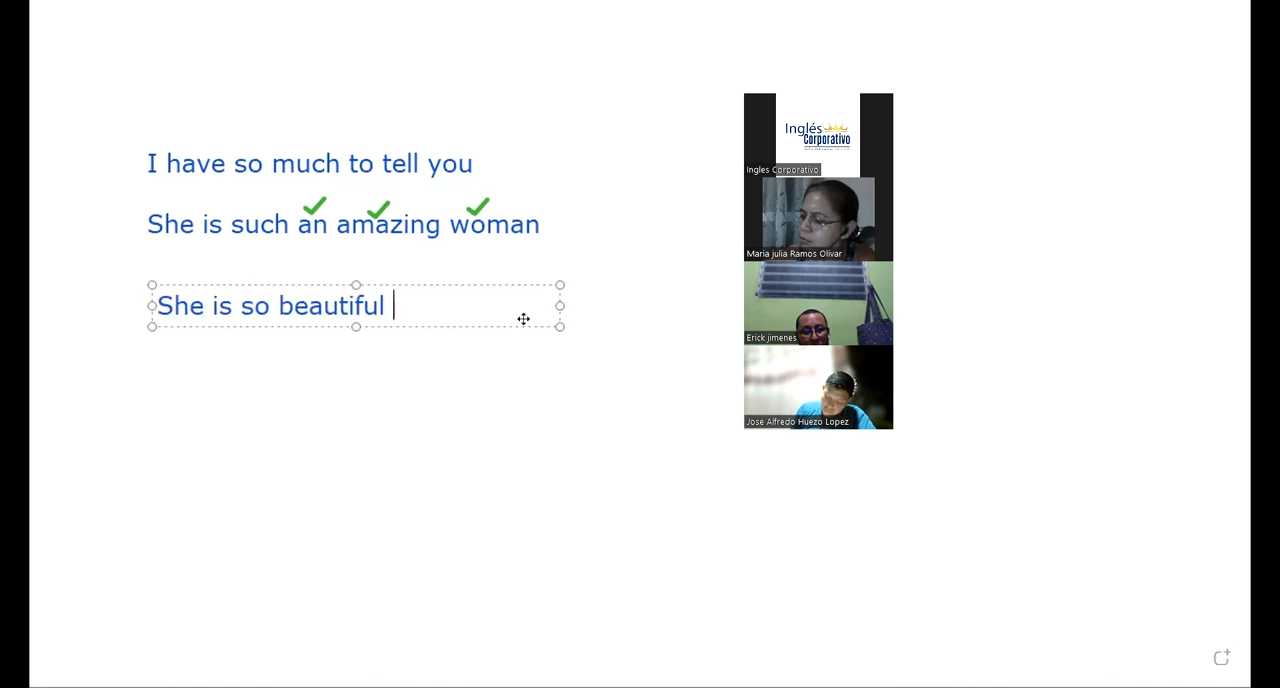 I have so much to tell you
She is such an amazing woman
She is so beautiful
Inglés
Corporativo
Ingles Corporativo
Maria julia Ramos Olivar
Erick jimenes
Jose Alfredo Huezo Lopez